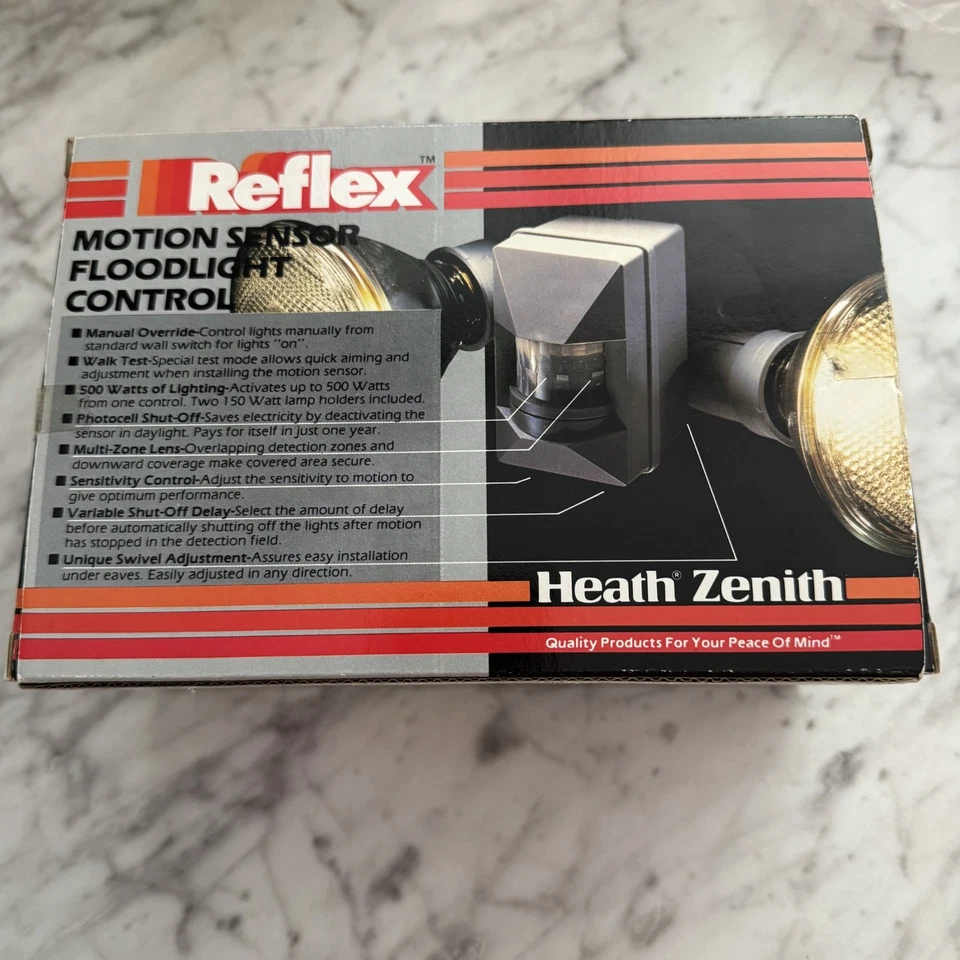 Reflex™
MOTION SENSOR
FLOODLIGHT
CONTROL
■ Manual Override-Control lights manually from
standard wall switch for lights "on".
■ Walk Test-Special test mode allows quick aiming and
adjustment when installing the motion sensor.
■ 500 Watts of Lighting-Activates up to 500 Watts
from one control. Two 150 Watt lamp holders included.
■ Photocell Shut-Off-Saves electricity by deactivating the
sensor in daylight. Pays for itself in just one year.
■ Multi-Zone Lens-Overlapping detection zones and
downward coverage make covered area secure.
■ Sensitivity Control-Adjust the sensitivity to motion to
give optimum performance.
■ Variable Shut-Off Delay-Select the amount of delay
before automatically shutting off the lights after motion
has stopped in the detection field.
■ Unique Swivel Adjustment-Assures easy installation
under eaves. Easily adjusted in any direction.
Heath® Zenith
Quality Products For Your Peace Of Mind™